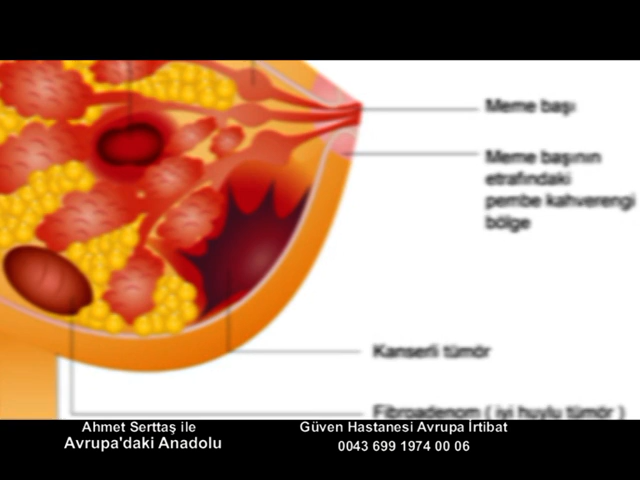 Meme başı
Meme başının
etrafındaki
pembe kahverengi
bölge
Kanserli tümör
Fibroadenom ( iyi huylu tümör )
Ahmet Serttaş ile
Avrupa'daki Anadolu
Güven Hastanesi Avrupa İrtibat
0043 699 1974 00 06